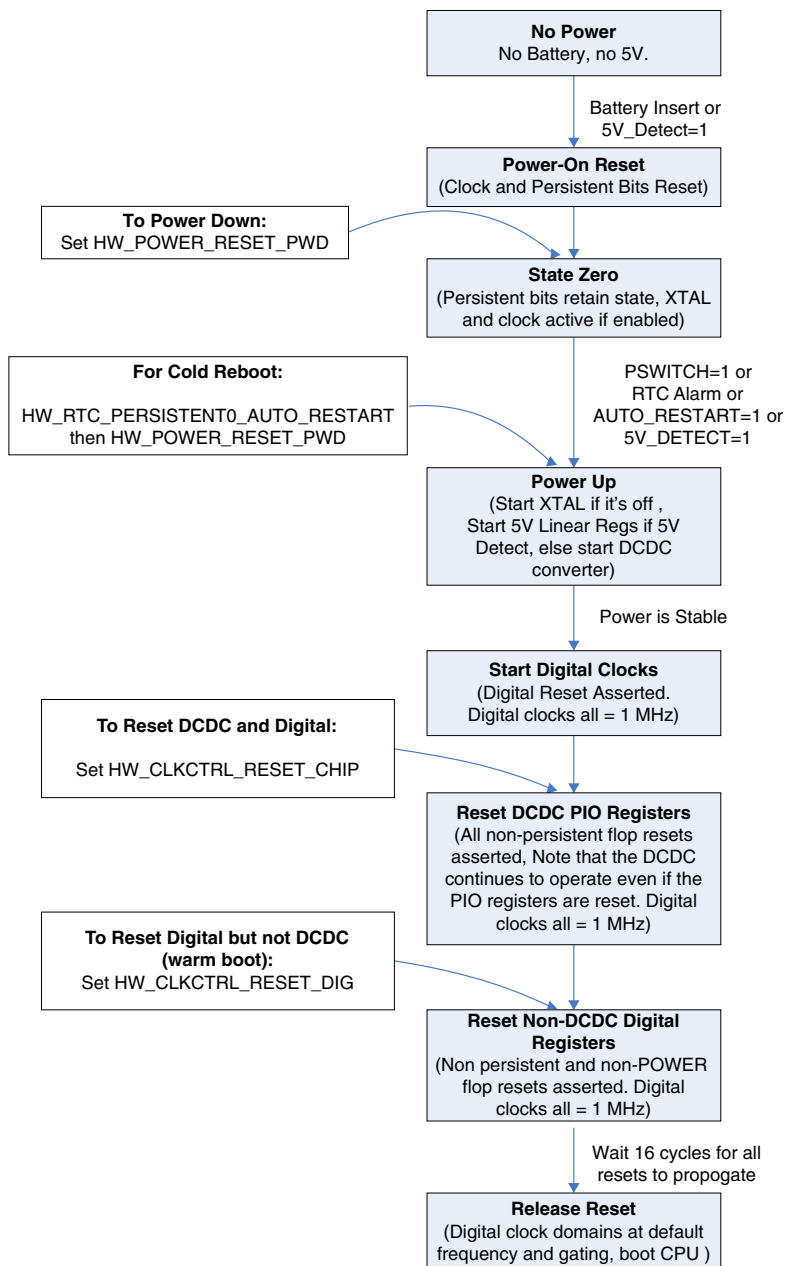 No Power
No Battery, no 5V.
Battery Insert or
5V_Detect=1
Power-On Reset
(Clock and Persistent Bits Reset)
To Power Down:
Set HW_POWER_RESET_PWD
State Zero
(Persistent bits retain state, XTAL
and clock active if enabled)
For Cold Reboot:
HW_RTC_PERSISTENT0_AUTO_RESTART
then HW_POWER_RESET_PWD
PSWITCH=1 or
RTC Alarm or
AUTO_RESTART=1 or
5V_DETECT=1
Power Up
(Start XTAL if it's off ,
Start 5V Linear Regs if 5V
Detect, else start DCDC
converter)
Power is Stable
Start Digital Clocks
(Digital Reset Asserted.
Digital clocks all = 1 MHz)
To Reset DCDC and Digital:
Set HW_CLKCTRL_RESET_CHIP
Reset DCDC PIO Registers
(All non-persistent flop resets
asserted, Note that the DCDC
continues to operate even if the
PIO registers are reset. Digital
clocks all = 1 MHz)
To Reset Digital but not DCDC
(warm boot):
Set HW_CLKCTRL_RESET_DIG
Reset Non-DCDC Digital
Registers
(Non persistent and non-POWER
flop resets asserted. Digital
clocks all = 1 MHz)
Wait 16 cycles for all
resets to propogate
Release Reset
(Digital clock domains at default
frequency and gating, boot CPU )